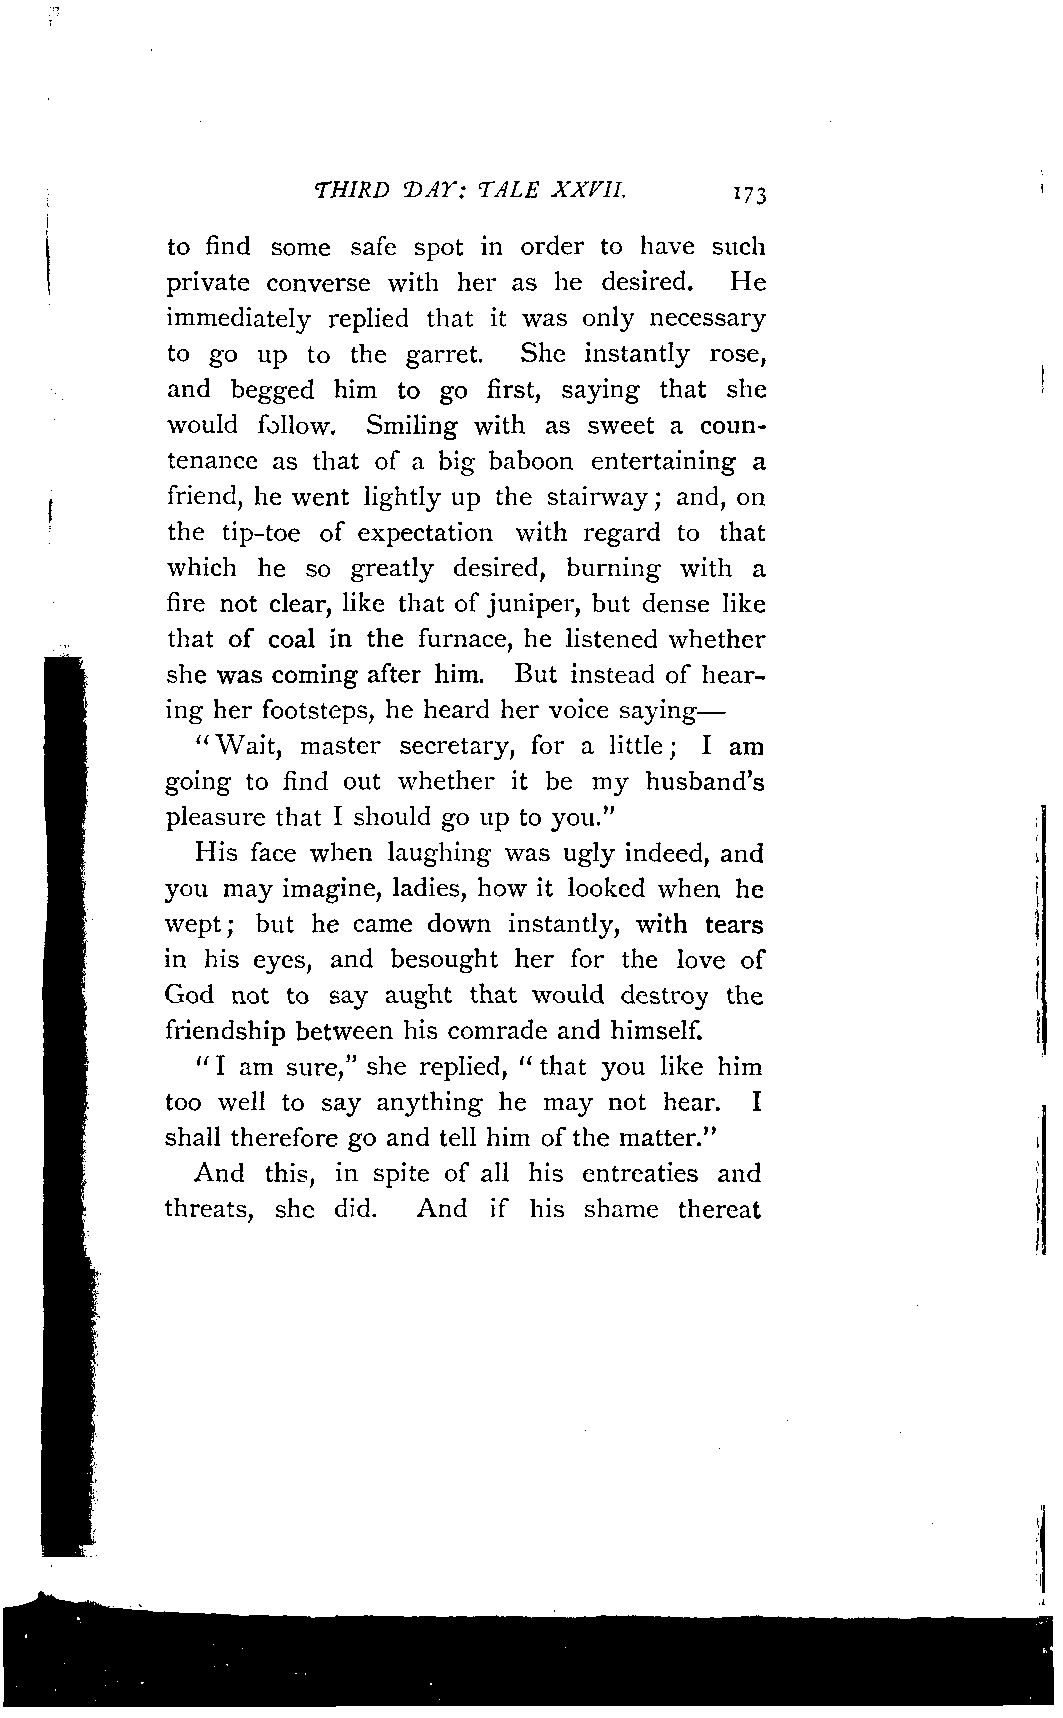 THIRD DAY: TALE XXVII. 173
to find some safe spot in order to have such
private converse with her as he desired. He
immediately replied that it was only necessary
to go up to the garret. She instantly rose,
and begged him to go first, saying that she
would follow. Smiling with as sweet a coun-
tenance as that of a big baboon entertaining a
friend, he went lightly up the stairway; and, on
the tip-toe of expectation with regard to that
which he so greatly desired, burning with a
fire not clear, like that of juniper, but dense like
that of coal in the furnace, he listened whether
she was coming after him. But instead of hear-
ing her footsteps, he heard her voice saying—
"Wait, master secretary, for a little; I am
going to find out whether it be my husband's
pleasure that I should go up to you."
His face when laughing was ugly indeed, and
you may imagine, ladies, how it looked when he
wept; but he came down instantly, with tears
in his eyes, and besought her for the love of
God not to say aught that would destroy the
friendship between his comrade and himself.
"I am sure," she replied, "that you like him
too well to say anything he may not hear. I
shall therefore go and tell him of the matter."
And this, in spite of all his entreaties and
threats, she did. And if his shame thereat